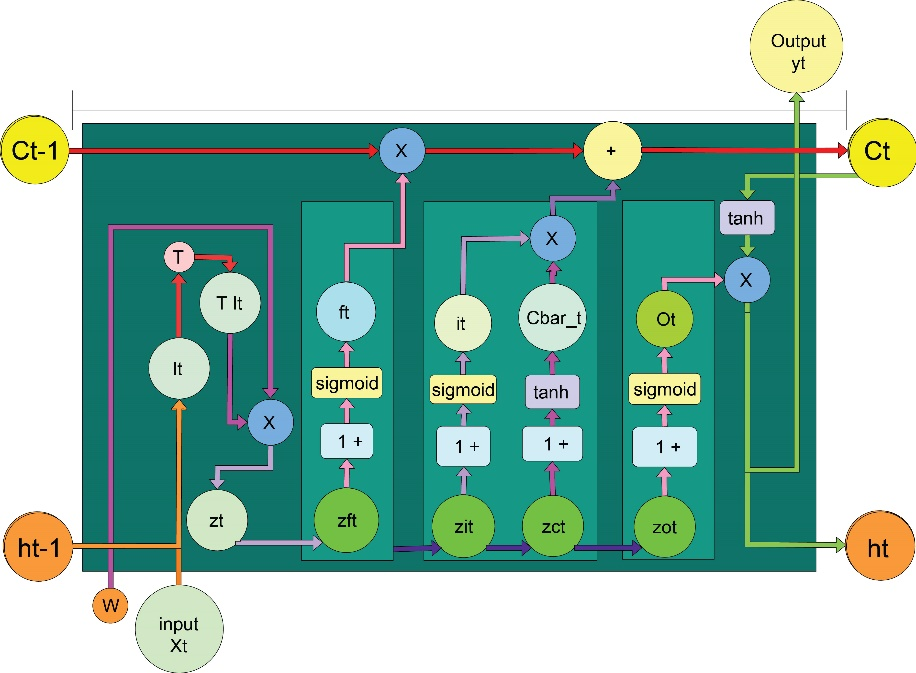 Output
yt
Ct-1
X
+
Ct
tanh
T
X
X
T It
ft
it
Cbar_t
Ot
It
sigmoid
sigmoid
tanh
sigmoid
X
1 +
1 +
1 +
1 +
zt
zft
zit
zct
zot
ht-1
ht
W
input
Xt